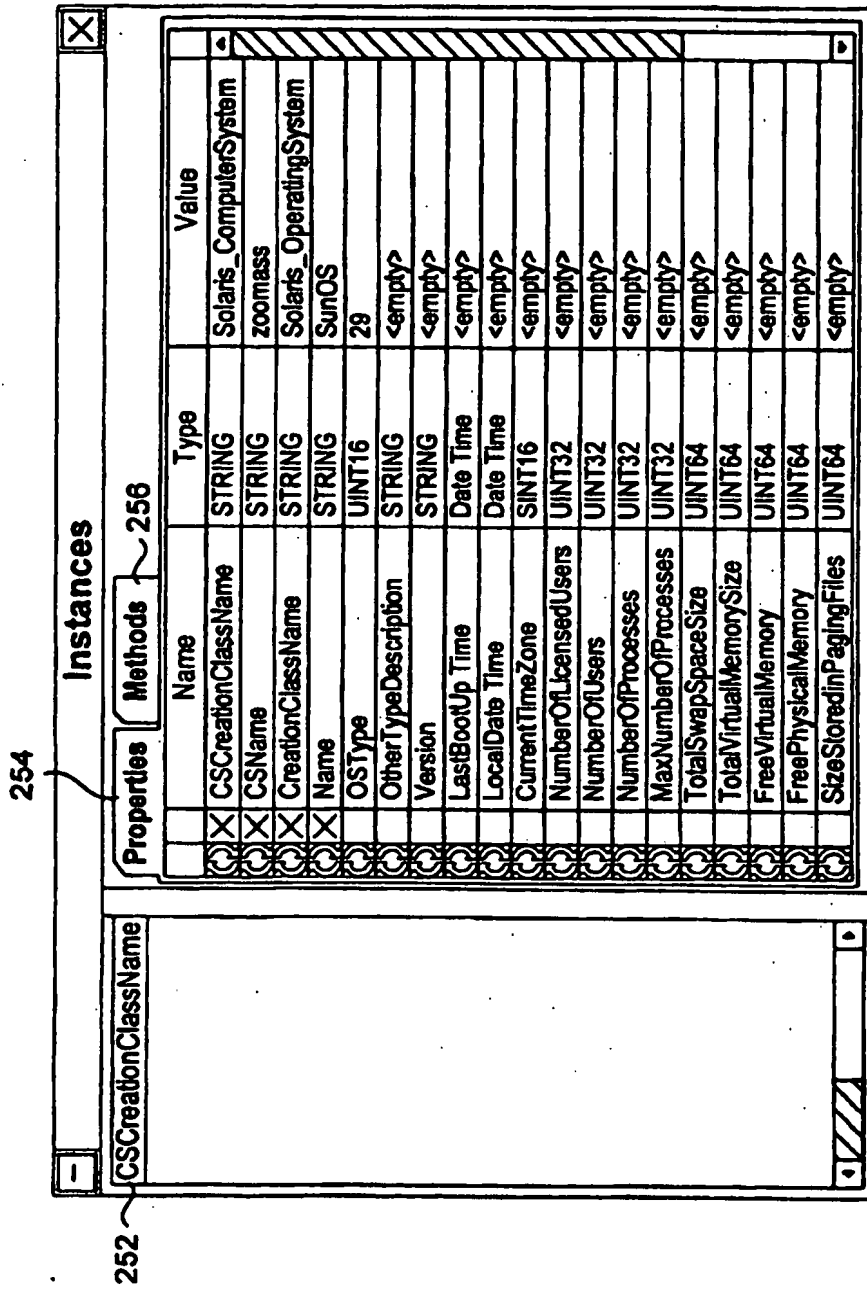 254
Instances
252
CSCreationClassName
Properties Methods 256
Name Type Value
CSCreationClassName STRING Solaris_ComputerSystem
CSName STRING zoomass
CreationClassName STRING Solaris_OperatingSystem
Name STRING SunOS
OSType UINT16 29
OtherTypeDescription STRING <empty>
Version STRING <empty>
LastBootUp Time Date Time <empty>
LocalDate Time Date Time <empty>
CurrentTimeZone SINT16 <empty>
NumberOfLicensedUsers UINT32 <empty>
NumberOfUsers UINT32 <empty>
NumberOfProcesses UINT32 <empty>
MaxNumberOfProcesses UINT32 <empty>
TotalSwapSpaceSize UINT64 <empty>
TotalVirtualMemorySize UINT64 <empty>
FreeVirtualMemory UINT64 <empty>
FreePhysicalMemory UINT64 <empty>
SizeStoredinPagingFiles UINT64 <empty>